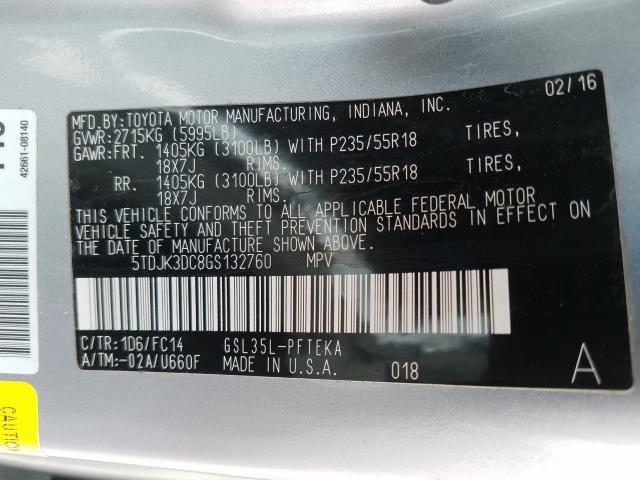 02/16
MFD.BY:TOYOTA MOTOR MANUFACTURING, INDIANA, INC.
GVWR:2715KG (5995LB)
GAWR:FRT. 1405KG (3100LB) WITH P235/55R18 TIRES,
18X7J RIMS.
RR. 1405KG (3100LB) WITH P235/55R18 TIRES,
18X7J RIMS.
THIS VEHICLE CONFORMS TO ALL APPLICABLE FEDERAL MOTOR
VEHICLE SAFETY AND THEFT PREVENTION STANDARDS IN EFFECT ON
THE DATE OF MANUFACTURE SHOWN ABOVE.
5TDJK3DC8GS132760 MPV
C/TR:1D6/FC14 GSL35L-PFTEKA
A/TM:-02A/U660F MADE IN U.S.A. 018
A
42661-08140